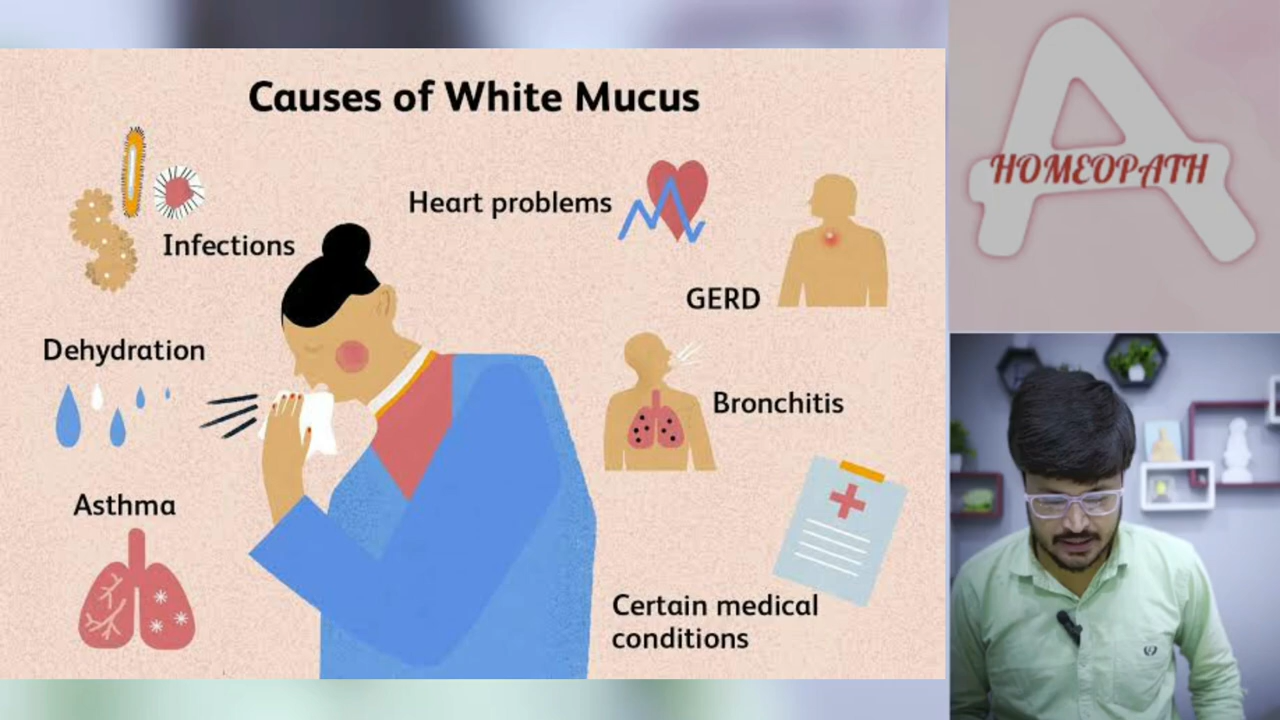 Causes of White Mucus
Infections
Heart problems
GERD
Dehydration
Bronchitis
Asthma
Certain medical
conditions
A
HOMEOPATH